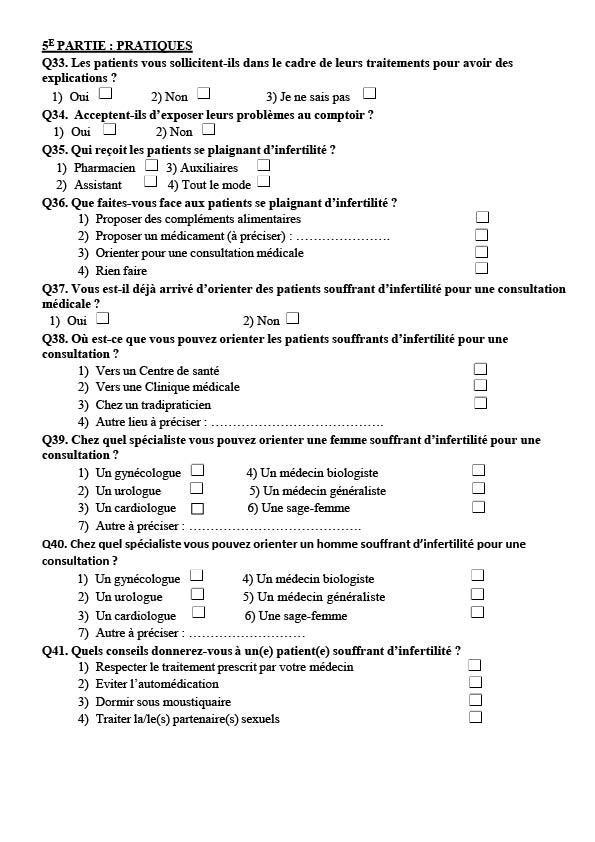 5E PARTIE : PRATIQUES
Q33. Les patients vous sollicitent-ils dans le cadre de leurs traitements pour avoir des
explications ?
1) Oui ☐ 2) Non ☐ 3) Je ne sais pas ☐
Q34. Acceptent-ils d’exposer leurs problèmes au comptoir ?
1) Oui ☐ 2) Non ☐
Q35. Qui reçoit les patients se plaignant d’infertilité ?
1) Pharmacien ☐ 3) Auxiliaires ☐
2) Assistant ☐ 4) Tout le mode ☐
Q36. Que faites-vous face aux patients se plaignant d’infertilité ?
1) Proposer des compléments alimentaires ☐
2) Proposer un médicament (à préciser) : ………………….. ☐
3) Orienter pour une consultation médicale ☐
4) Rien faire ☐
Q37. Vous est-il déjà arrivé d’orienter des patients souffrant d’infertilité pour une consultation
médicale ?
1) Oui ☐ 2) Non ☐
Q38. Où est-ce que vous pouvez orienter les patients souffrants d’infertilité pour une
consultation ?
1) Vers un Centre de santé ☐
2) Vers une Clinique médicale ☐
3) Chez un tradipraticien ☐
4) Autre lieu à préciser : …………………………………….
Q39. Chez quel spécialiste vous pouvez orienter une femme souffrant d’infertilité pour une
consultation ?
1) Un gynécologue ☐ 4) Un médecin biologiste ☐
2) Un urologue ☐ 5) Un médecin généraliste ☐
3) Un cardiologue ☐ 6) Une sage-femme ☐
7) Autre à préciser : …………………………………….
Q40. Chez quel spécialiste vous pouvez orienter un homme souffrant d’infertilité pour une
consultation ?
1) Un gynécologue ☐ 4) Un médecin biologiste ☐
2) Un urologue ☐ 5) Un médecin généraliste ☐
3) Un cardiologue ☐ 6) Une sage-femme ☐
7) Autre à préciser : ………………………
Q41. Quels conseils donnerez-vous à un(e) patient(e) souffrant d’infertilité ?
1) Respecter le traitement prescrit par votre médecin ☐
2) Eviter l’automédication ☐
3) Dormir sous moustiquaire ☐
4) Traiter la/le(s) partenaire(s) sexuels ☐